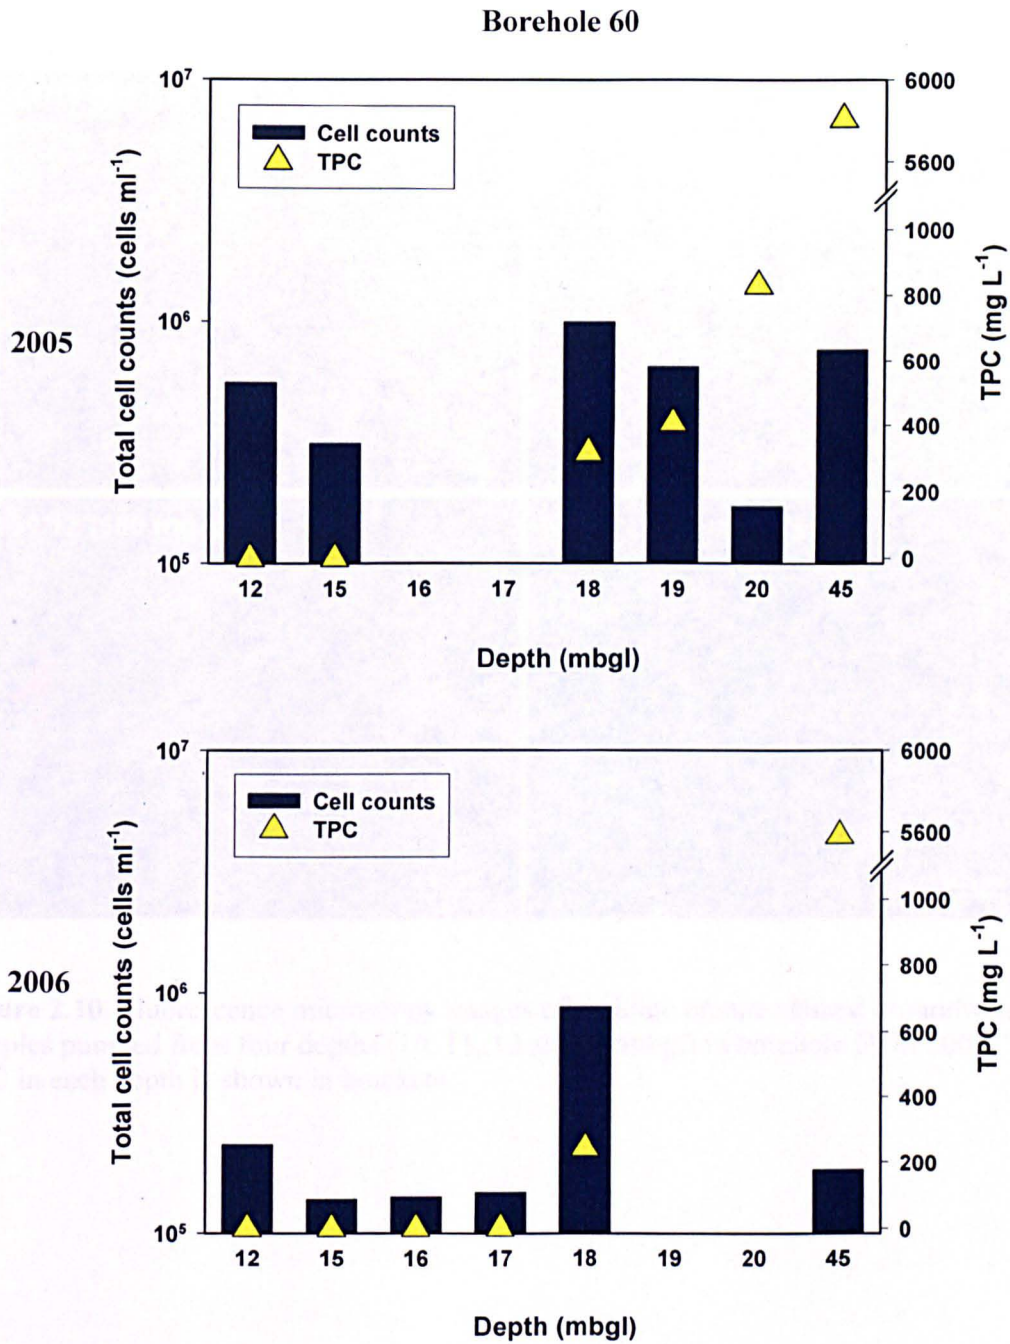 Borehole 60
2005
Total cell counts (cells ml⁻¹)
10⁷
10⁶
10⁵
Cell counts
TPC
6000
5600
1000
800
600
400
200
0
TPC (mg L⁻¹)
12 15 16 17 18 19 20 45
Depth (mbgl)
2006
Total cell counts (cells ml⁻¹)
10⁷
10⁶
10⁵
Cell counts
TPC
6000
5600
1000
800
600
400
200
0
TPC (mg L⁻¹)
12 15 16 17 18 19 20 45
Depth (mbgl)